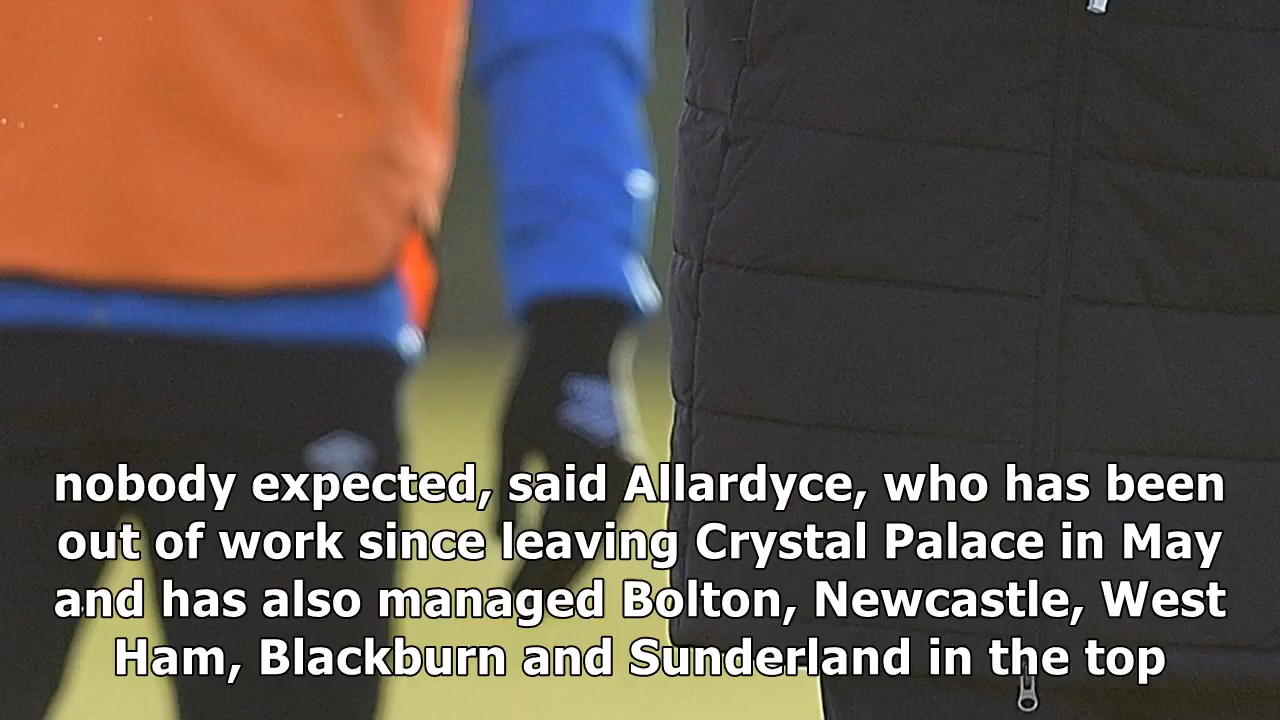 nobody expected, said Allardyce, who has been
out of work since leaving Crystal Palace in May
and has also managed Bolton, Newcastle, West
Ham, Blackburn and Sunderland in the top